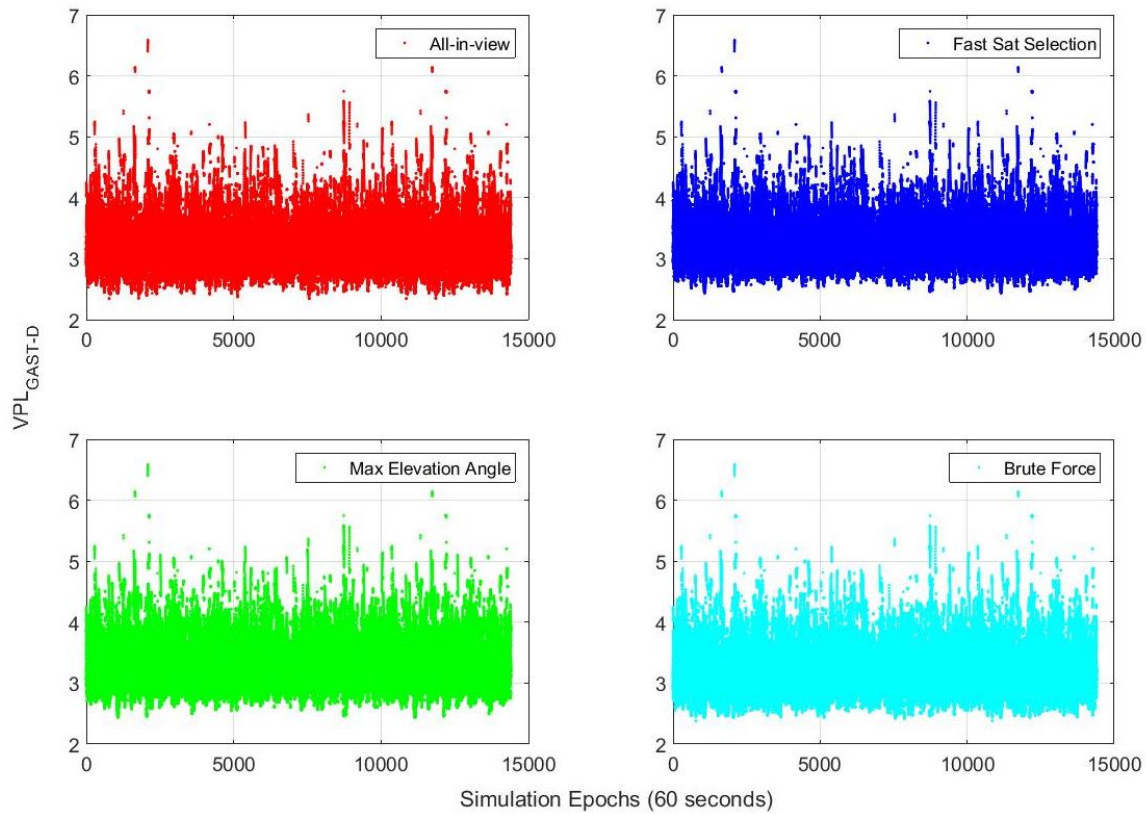 7
6
5
4
3
2
0 5000 10000 15000
All-in-view
7
6
5
4
3
2
0 5000 10000 15000
Fast Sat Selection
VPL_GAST-D
7
6
5
4
3
2
0 5000 10000 15000
Max Elevation Angle
7
6
5
4
3
2
0 5000 10000 15000
Brute Force
Simulation Epochs (60 seconds)